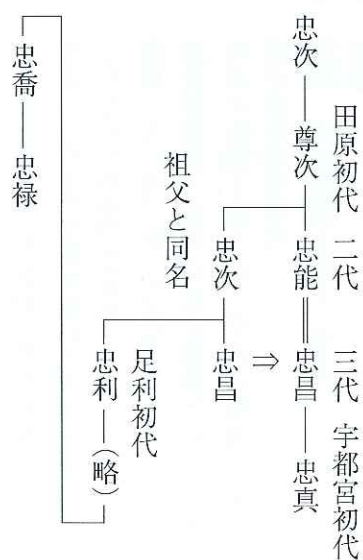 田原初代 二代 三代 宇都宮初代
忠次 尊次 忠能 忠昌 忠真
⇒
祖父と同名 忠次 忠昌
足利初代
忠利 (略)
忠喬 忠禄